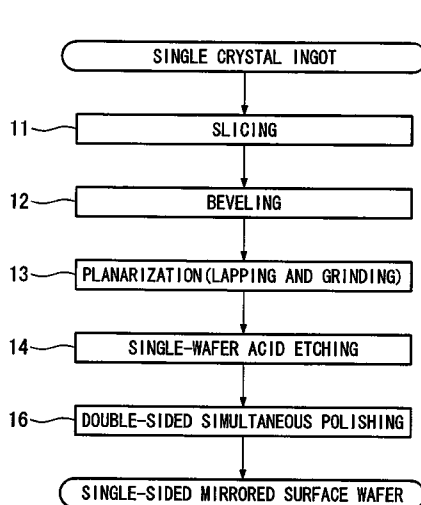 SINGLE CRYSTAL INGOT
11 SLICING
12 BEVELING
13 PLANARIZATION(LAPPING AND GRINDING)
14 SINGLE-WAFER ACID ETCHING
16 DOUBLE-SIDED SIMULTANEOUS POLISHING
SINGLE-SIDED MIRRORED SURFACE WAFER